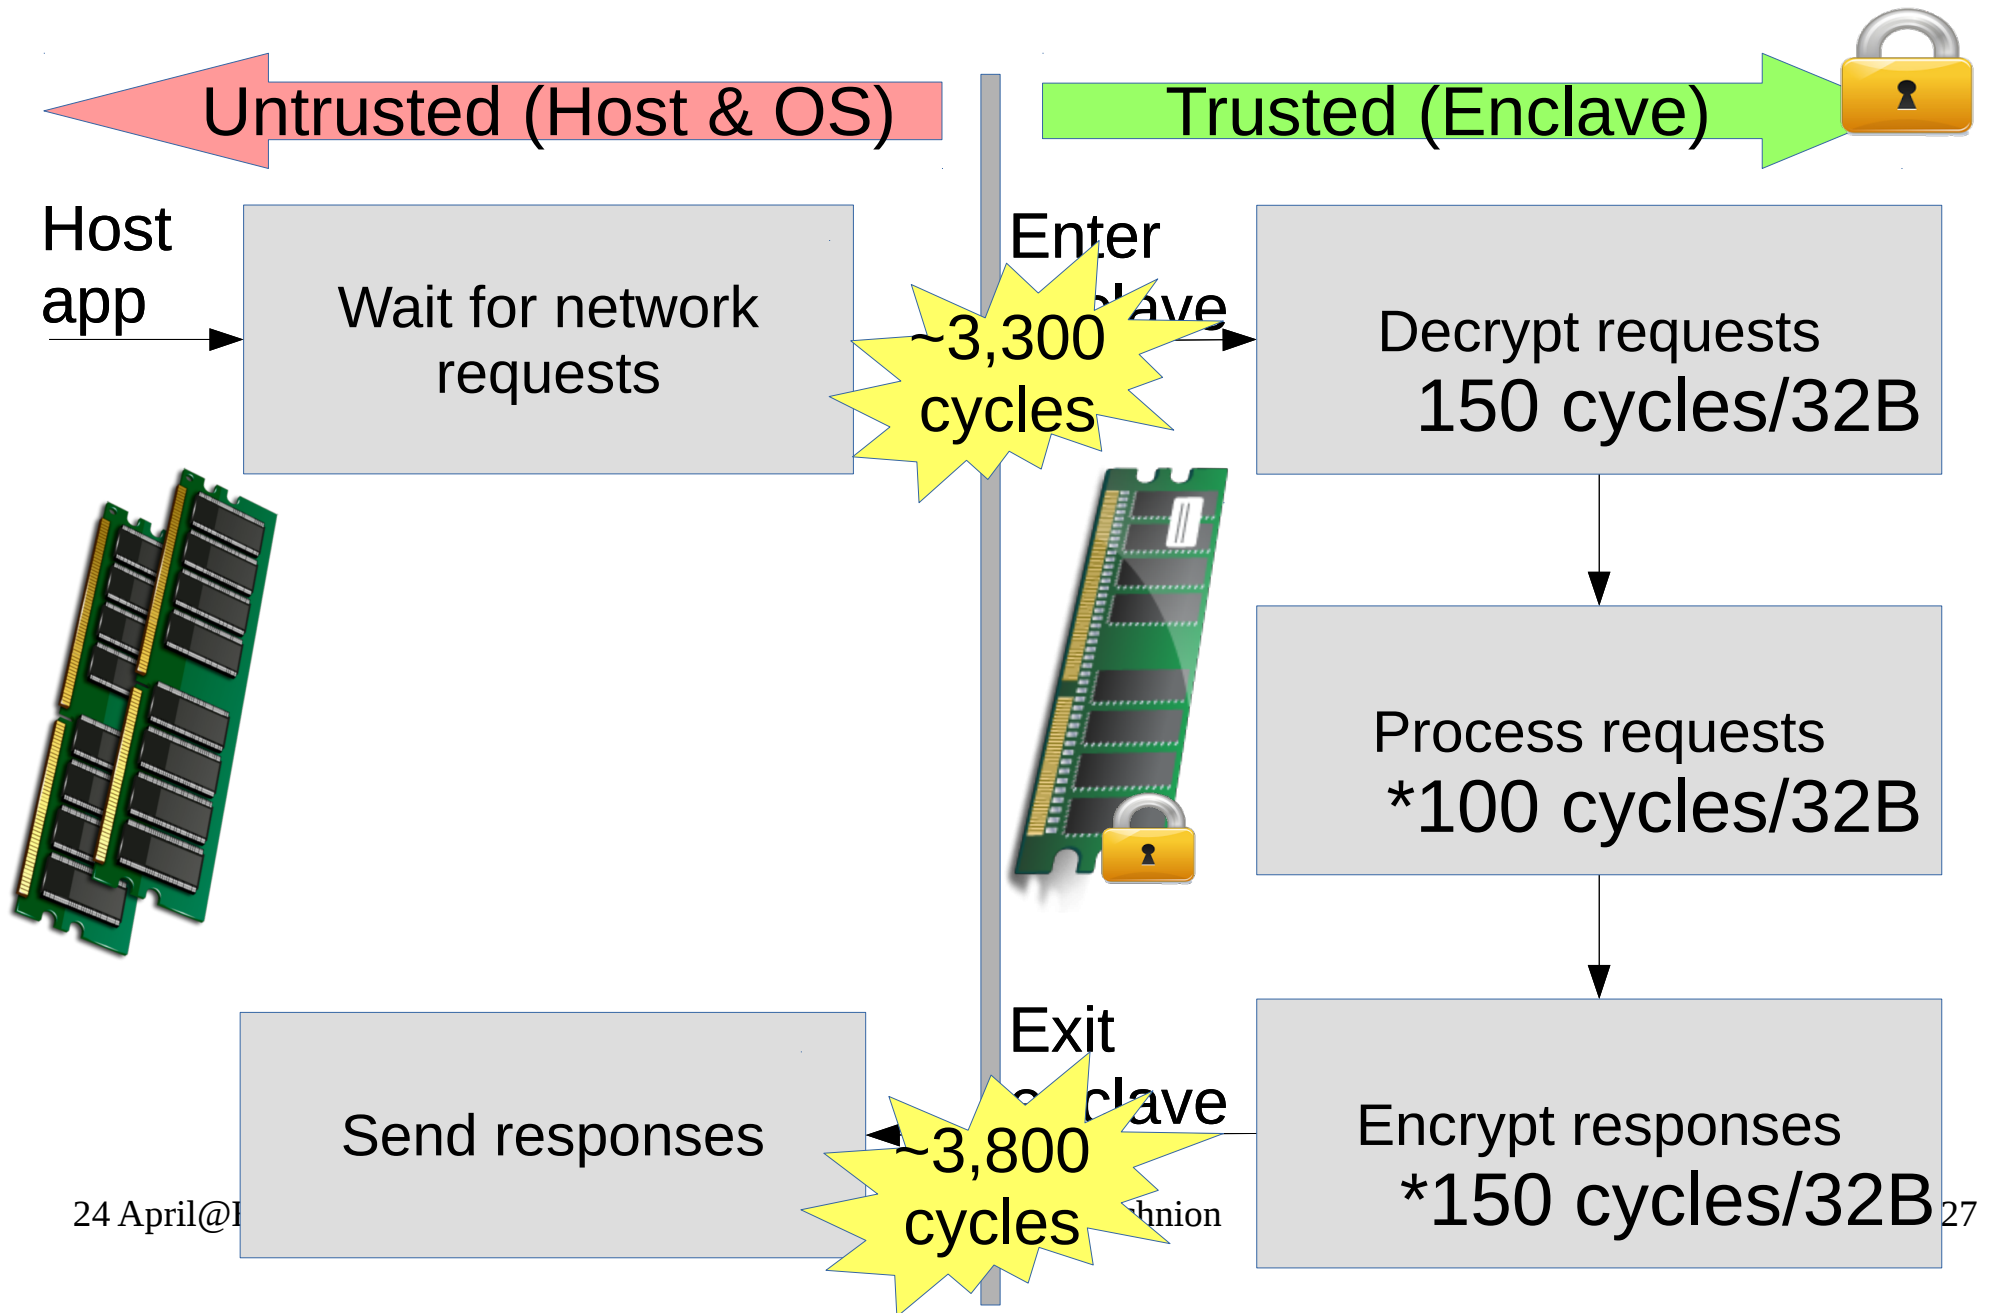 Untrusted (Host & OS)
Trusted (Enclave)
Host
app
Wait for network
requests
~3,300
cycles
Enter
Decrypt requests
150 cycles/32B
Process requests
*100 cycles/32B
Exit
Encrypt responses
*150 cycles/32B
~3,800
cycles
Send responses
24 April@
27